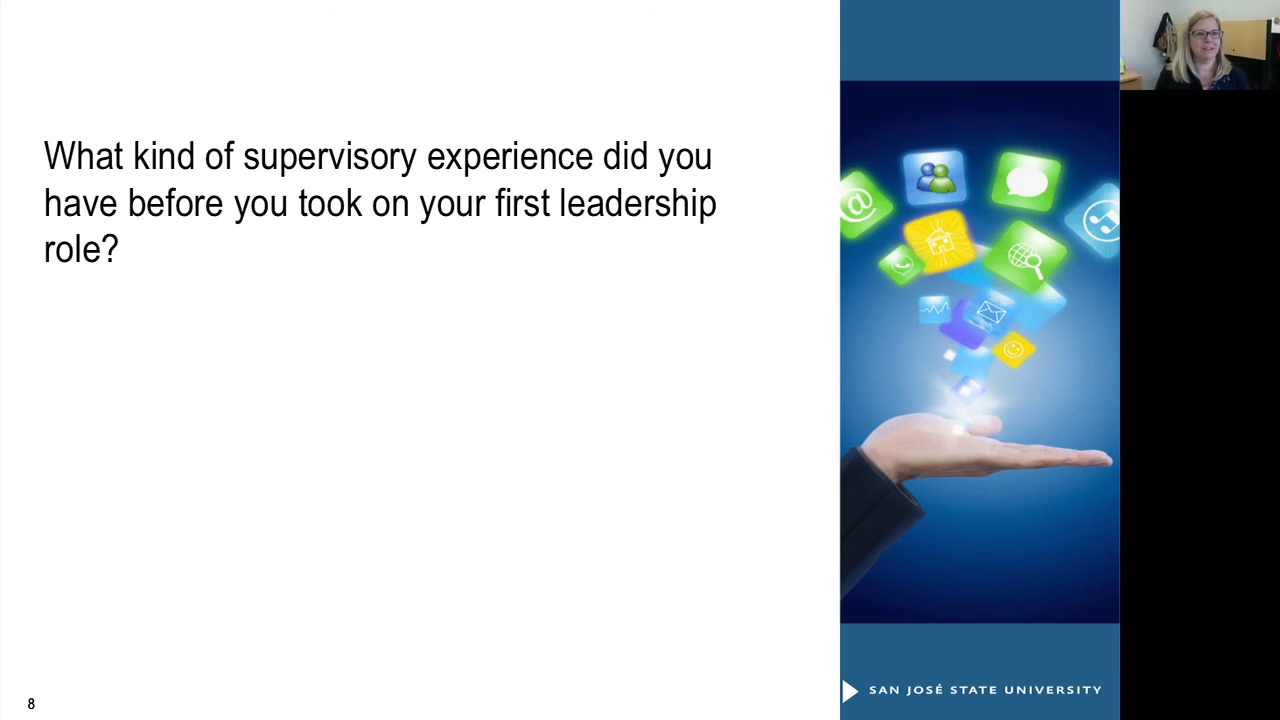 What kind of supervisory experience did you
have before you took on your first leadership
role?
@
8
SAN JOSÉ STATE UNIVERSITY